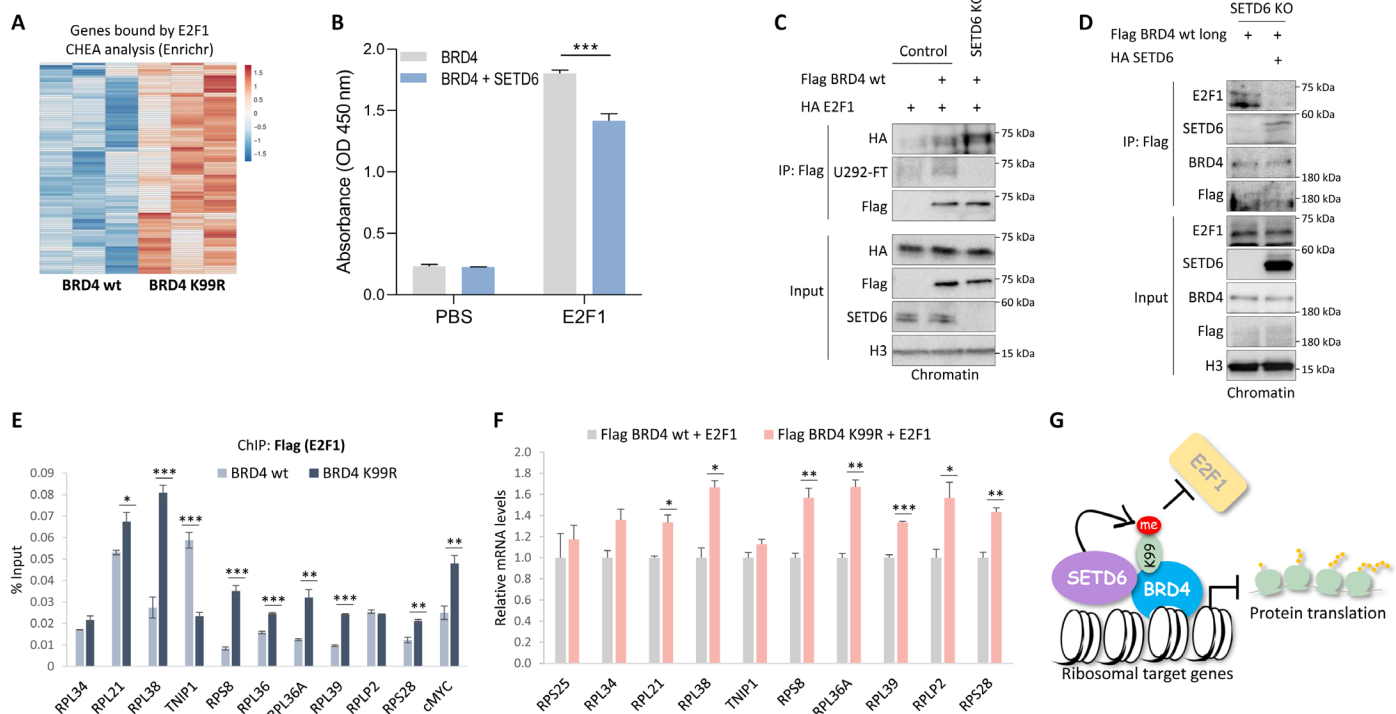 A
Genes bound by E2F1
CHEA analysis (Enrichr)
1.5
1
0.5
0
−0.5
−1
−1.5
BRD4 wt
BRD4 K99R
B
Absorbance (OD 450 nm)
2.0
1.5
1.0
0.5
0.0
BRD4
BRD4 + SETD6
***
PBS
E2F1
C
Control
SETD6 KO
Flag BRD4 wt
+
+
HA E2F1
+
+
+
IP: Flag
HA
75 kDa
U292-FT
75 kDa
Flag
75 kDa
Input
HA
75 kDa
Flag
75 kDa
60 kDa
SETD6
H3
15 kDa
Chromatin
D
SETD6 KO
Flag BRD4 wt long
+
+
HA SETD6
+
IP: Flag
E2F1
75 kDa
60 kDa
SETD6
BRD4
180 kDa
Flag
180 kDa
Input
E2F1
75 kDa
60 kDa
SETD6
BRD4
180 kDa
Flag
180 kDa
H3
15 kDa
Chromatin
E
ChIP: Flag (E2F1)
BRD4 wt
BRD4 K99R
% Input
0.09
0.08
0.07
0.06
0.05
0.04
0.03
0.02
0.01
0
*
***
***
***
***
**
***
**
**
RPL34
RPL21
RPL38
TNIP1
RPS8
RPL36
RPL36A
RPL39
RPLP2
RPS28
cMYC
F
Flag BRD4 wt + E2F1
Flag BRD4 K99R + E2F1
Relative mRNA levels
2.0
1.8
1.6
1.4
1.2
1.0
0.8
0.6
0.4
0.2
0.0
*
*
**
**
***
*
**
RPS25
RPL34
RPL21
RPL38
TNIP1
RPS8
RPL36A
RPL39
RPLP2
RPS28
G
E2F1
me
K99
SETD6
BRD4
Protein translation
Ribosomal target genes